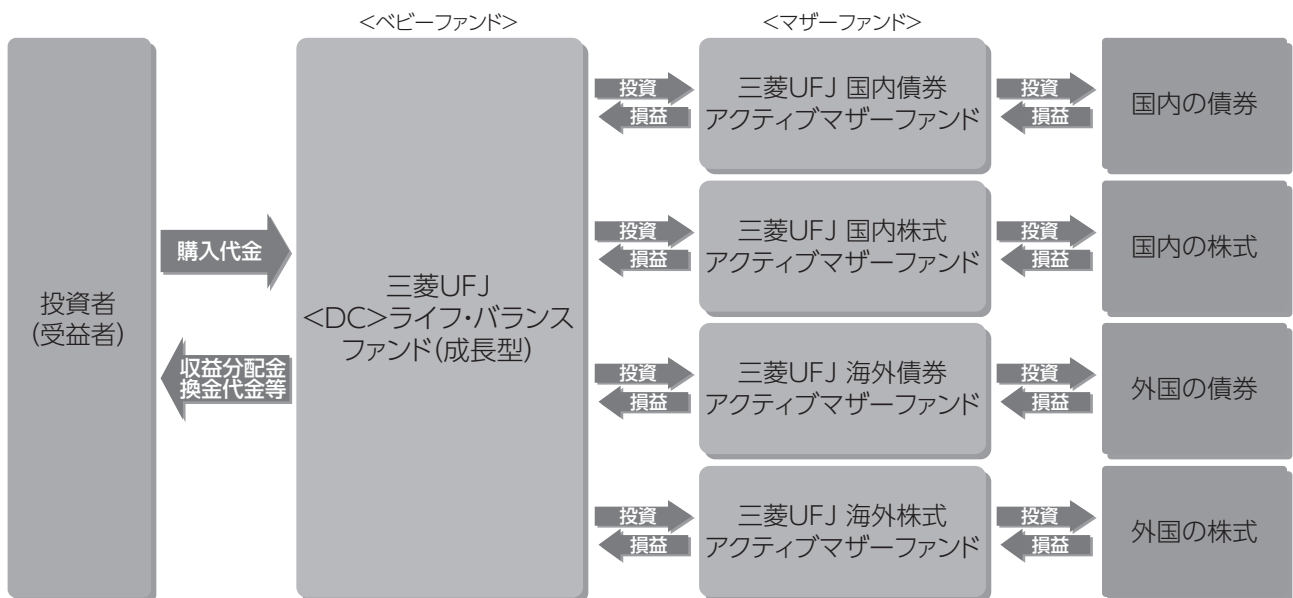 <ベビーファンド>
<マザーファンド>
投資者
(受益者)
購入代金
収益分配金
換金代金等
三菱UFJ
<DC>ライフ・バランス
ファンド(成長型)
投資
損益
三菱UFJ 国内債券
アクティブマザーファンド
投資
損益
国内の債券
投資
損益
三菱UFJ 国内株式
アクティブマザーファンド
投資
損益
国内の株式
投資
損益
三菱UFJ 海外債券
アクティブマザーファンド
投資
損益
外国の債券
投資
損益
三菱UFJ 海外株式
アクティブマザーファンド
投資
損益
外国の株式